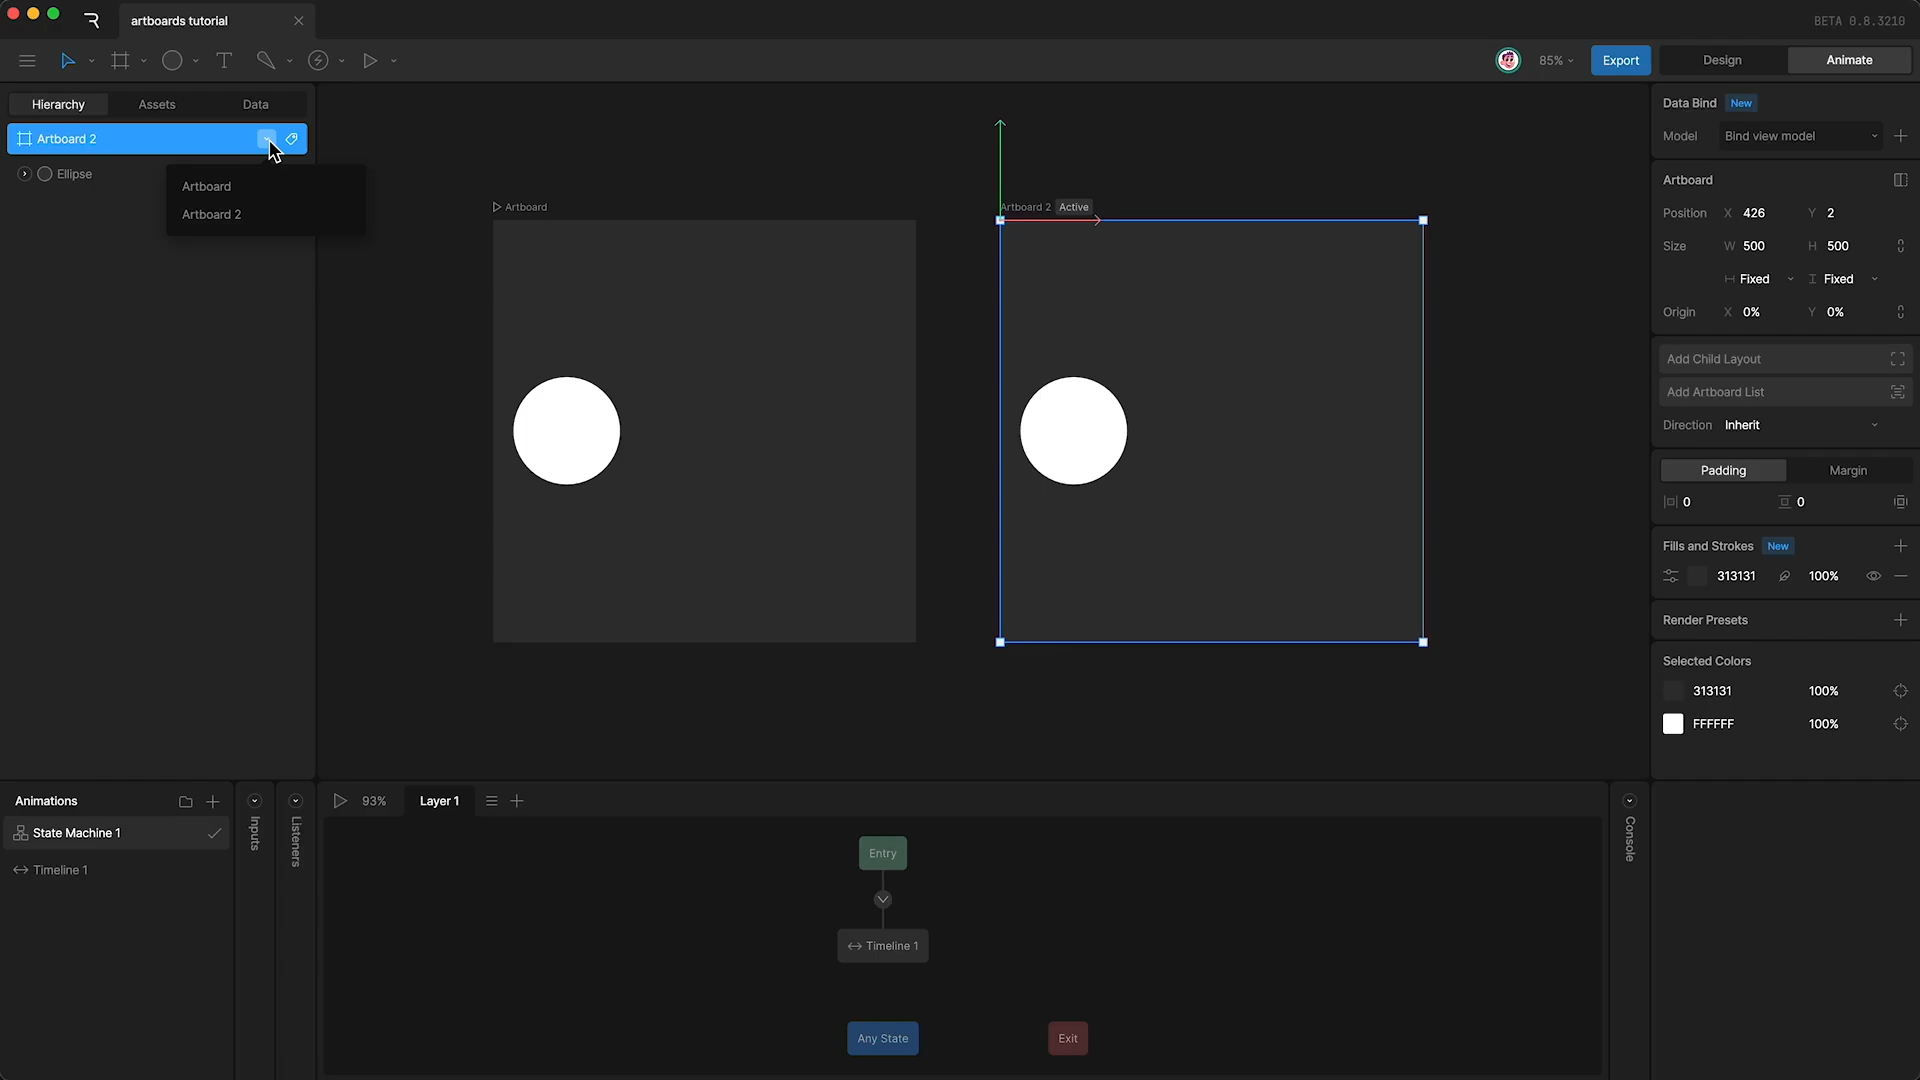 artboards tutorial
BETA 0.8.3210
85%
Export
Design
Animate
Hierarchy
Assets
Data
Artboard 2
Ellipse
Artboard
Artboard 2
Artboard
Artboard 2
Active
Data Bind
New
Model
Bind view model
Artboard
Position
X 426
Y 2
Size
W 500
H 500
Fixed
Fixed
Origin
X 0%
Y 0%
Add Child Layout
Add Artboard List
Direction
Inherit
Padding
Margin
0
0
Fills and Strokes
New
313131
100%
Render Presets
Selected Colors
313131
100%
FFFFFF
100%
Animations
State Machine 1
Timeline 1
Inputs
Listeners
93%
Layer 1
Entry
Timeline 1
Any State
Exit
Console